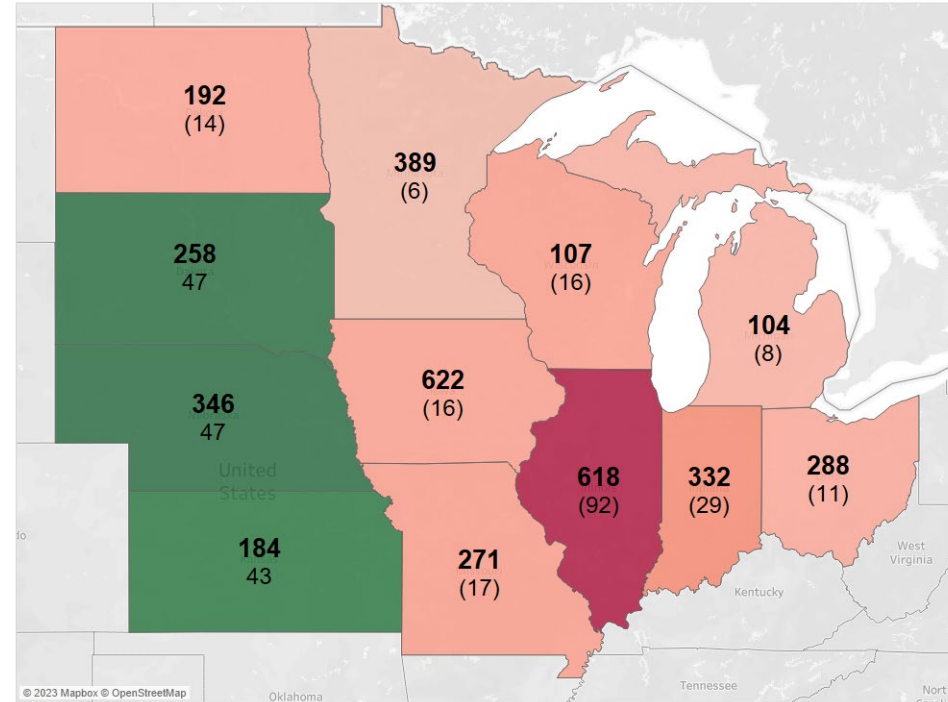 192
(14)
389
(6)
258
47
107
(16)
104
(8)
622
(16)
346
47
United
States
618
(92)
332
(29)
288
(11)
184
43
271
(17)
West
Virginia
Kentucky
Tennessee
Oklahoma
Nort
© 2023 Mapbox © OpenStreetMap